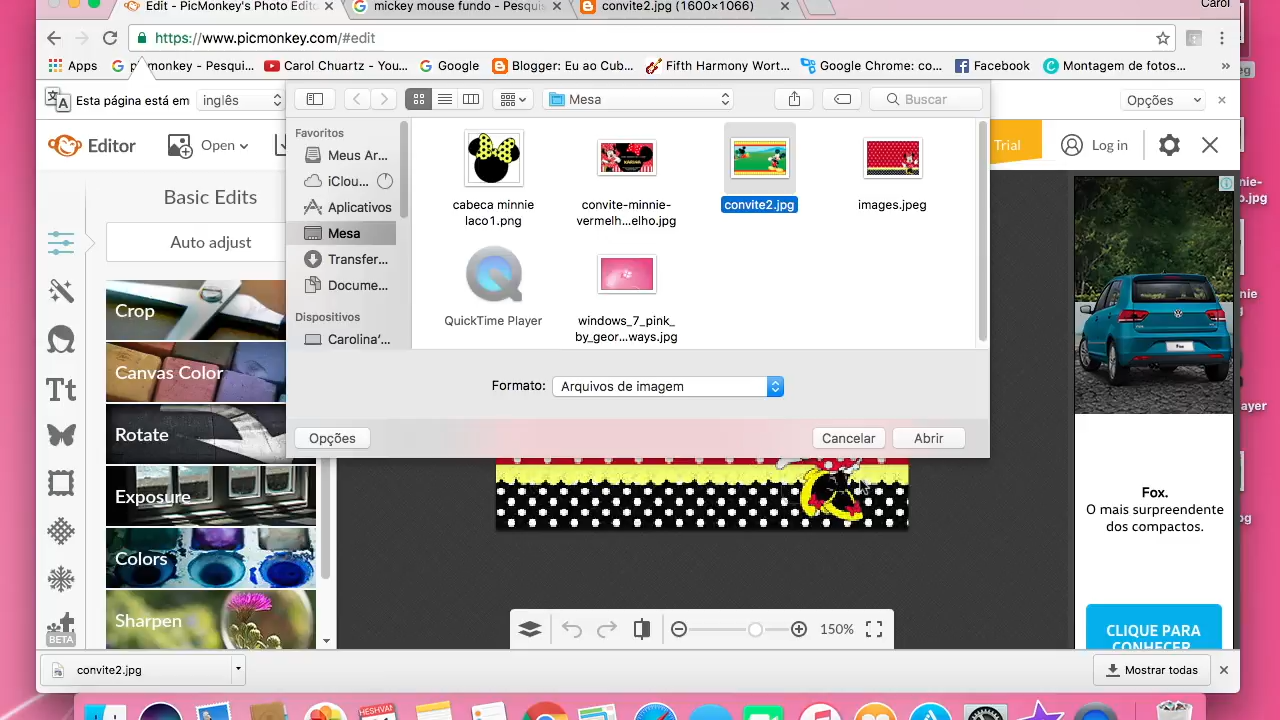 Edit - PicMonkey's Photo Edito
mickey mouse fundo - Pesquis
convite2.jpg (1600×1066)
Carol
https://www.picmonkey.com/#edit
Apps
picmonkey - Pesqui...
Carol Chuartz - You...
Google
Blogger: Eu ao Cub...
Fifth Harmony Wort...
Google Chrome: co...
Facebook
Montagem de fotos...
»
Esta página está em
inglês
Mesa
Buscar
Opções
Editor
Open
Trial
Log in
Favoritos
Meus Ar...
iClou...
Aplicativos
Mesa
Transfer...
Docume...
Dispositivos
Carolina'...
cabeca minnie
laco1.png
convite-minnie-
vermelh...elho.jpg
convite2.jpg
images.jpeg
QuickTime Player
windows_7_pink_
by_geor...ways.jpg
Formato:
Arquivos de imagem
Opções
Cancelar
Abrir
Basic Edits
Auto adjust
Crop
Canvas Color
Rotate
Exposure
Colors
Sharpen
Tt
BETA
150%
Fox
Fox.
O mais surpreendente
dos compactos.
CLIQUE PARA
CONHECER
convite2.jpg
Mostrar todas